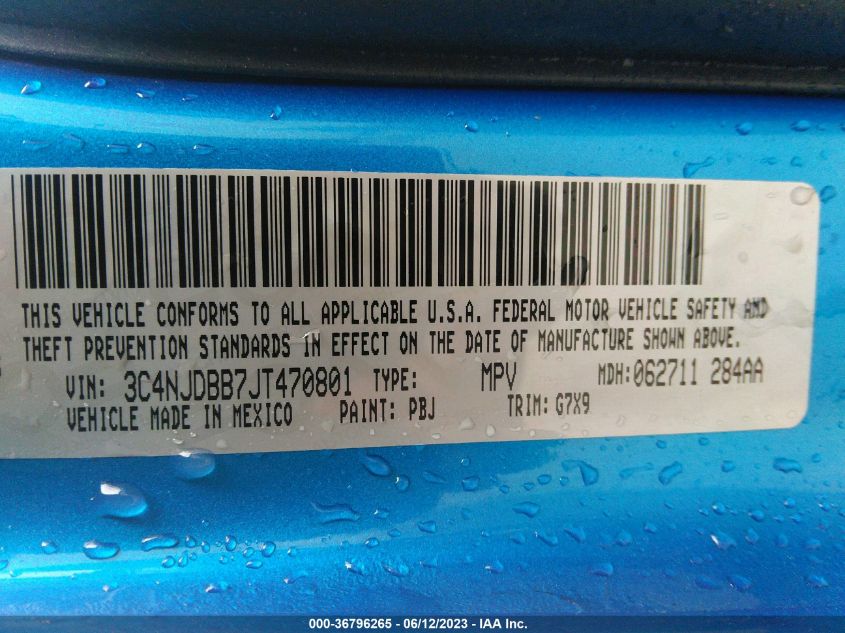 THIS VEHICLE CONFORMS TO ALL APPLICABLE U.S.A. FEDERAL MOTOR VEHICLE SAFETY AND
THEFT PREVENTION STANDARDS IN EFFECT ON THE DATE OF MANUFACTURE SHOWN ABOVE.
VIN: 3C4NJDBB7JT470801 TYPE: MPV MDH: 062711 284AA
VEHICLE MADE IN MEXICO PAINT: PBJ TRIM: G7X9
000-36796265 - 06/12/2023 - IAA Inc.